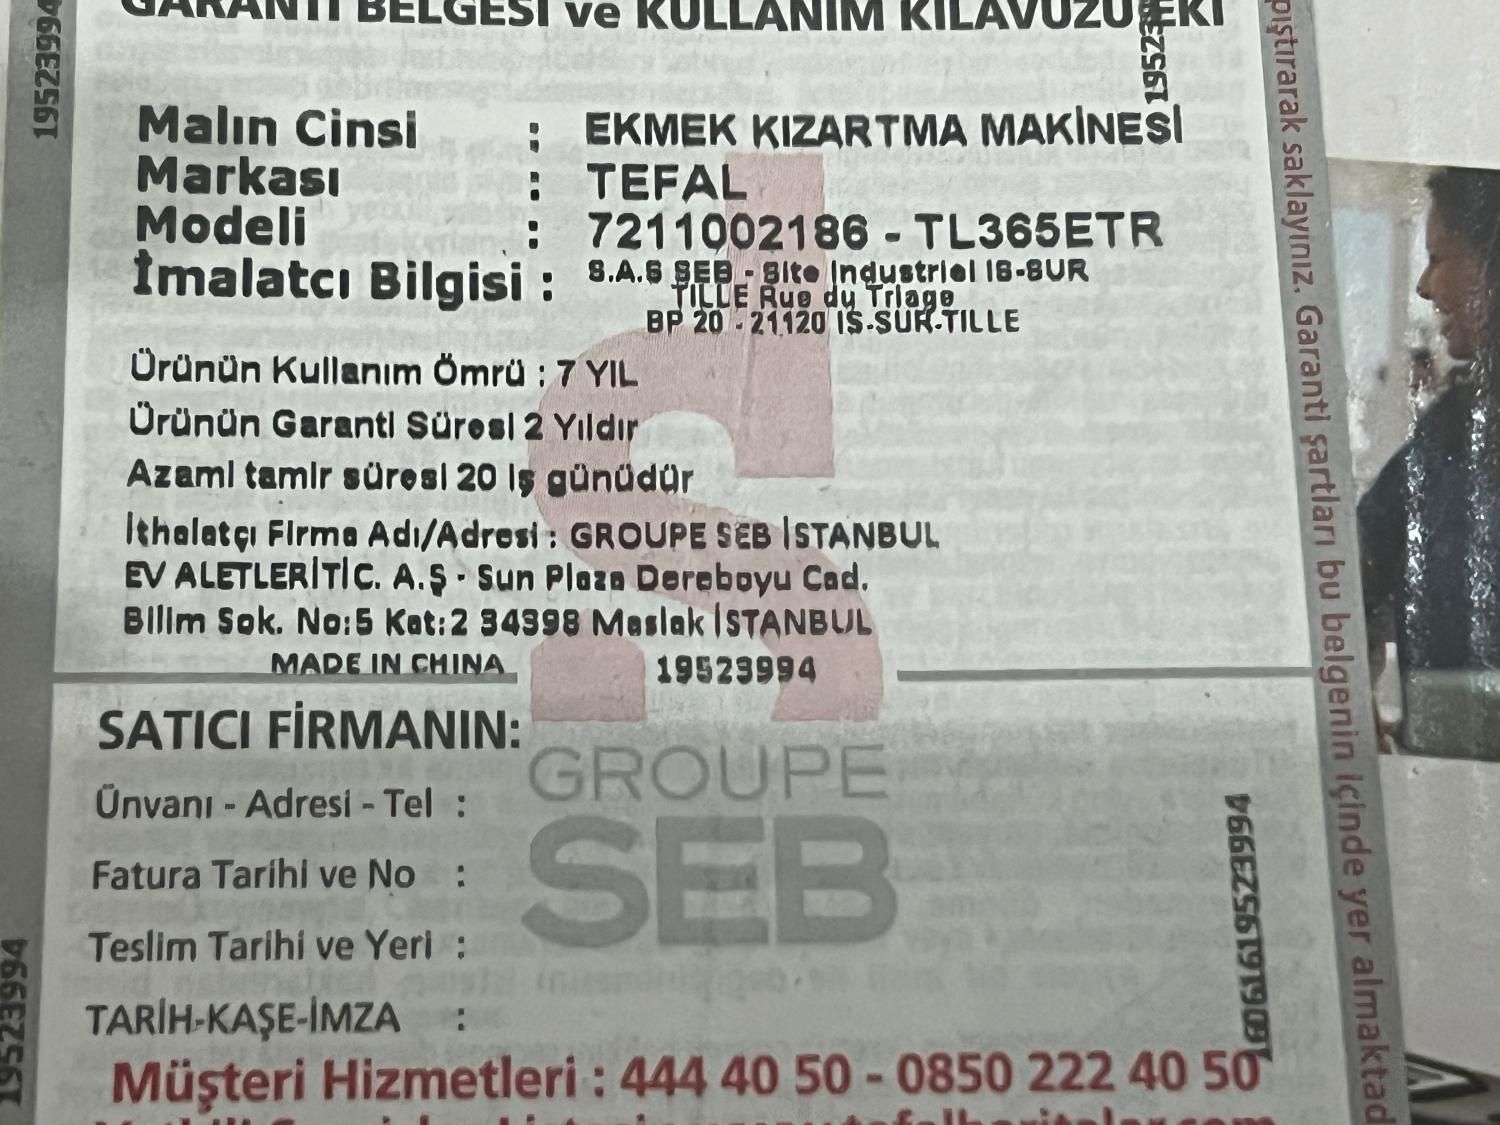 GARANTİ BELGESİ ve KULLANIM KILAVUZU EKİ
Malın Cinsi : EKMEK KIZARTMA MAKİNESİ
Markası : TEFAL
Modeli : 7211002186 - TL365ETR
İmalatcı Bilgisi : S.A.S SEB - Site Industriel IS-SUR
TILLE Rue du Triage
BP 20 - 21120 IS-SUR-TILLE
Ürünün Kullanım Ömrü : 7 YIL
Ürünün Garanti Süresi 2 Yıldır
Azami tamir süresi 20 iş günüdür
İthalatçı Firma Adı/Adresi : GROUPE SEB İSTANBUL
EV ALETLERİTİC. A.Ş - Sun Plaza Dereboyu Cad.
Bilim Sok. No:5 Kat:2 34398 Maslak İSTANBUL
MADE IN CHINA 19523994
SATICI FİRMANIN:
GROUPE
SEB
Ünvanı - Adresi - Tel :
Fatura Tarihi ve No :
Teslim Tarihi ve Yeri :
TARİH-KAŞE-İMZA :
Müşteri Hizmetleri : 444 40 50 - 0850 222 40 50
19523994
19523994
saklayınız. Garanti şartları bu belgenin içinde yer almaktad